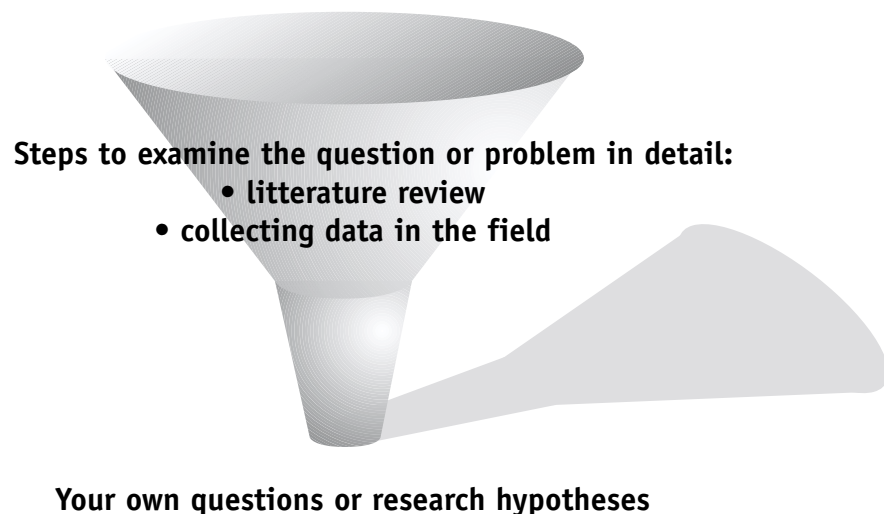 Steps to examine the question or problem in detail:
• litterature review
• collecting data in the field
Your own questions or research hypotheses